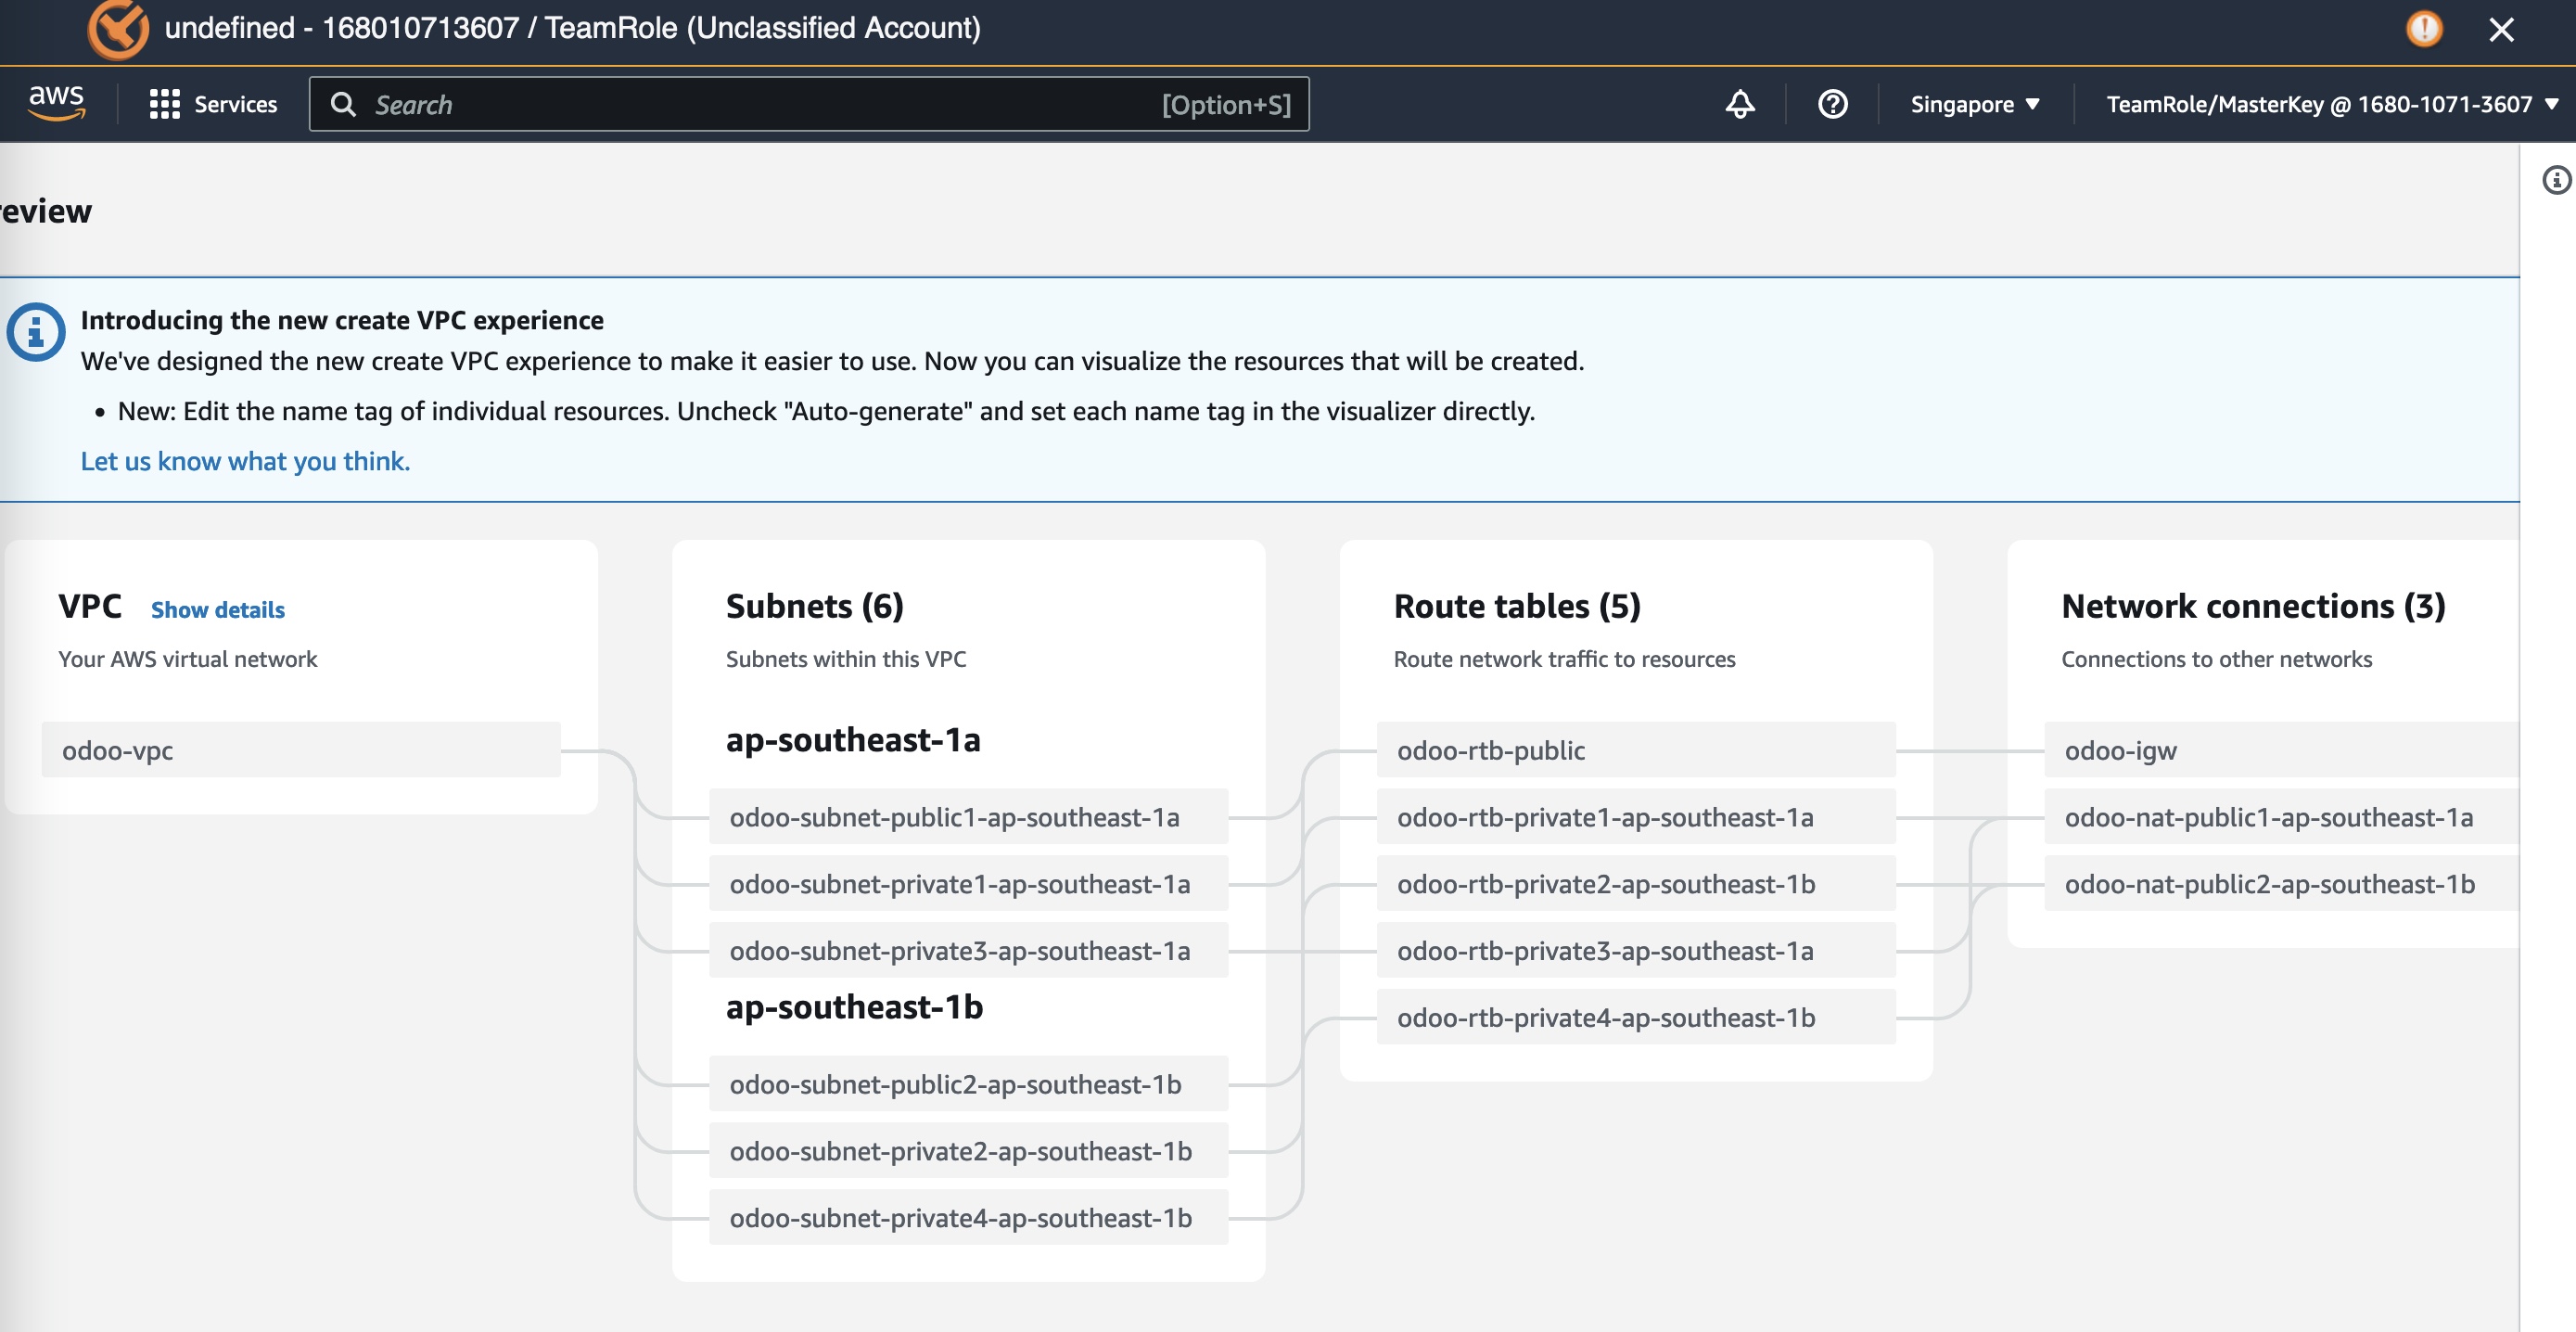 undefined - 168010713607 / TeamRole (Unclassified Account)
aws Services Search [Option+S] Singapore TeamRole/MasterKey @ 1680-1071-3607
review
Introducing the new create VPC experience
We've designed the new create VPC experience to make it easier to use. Now you can visualize the resources that will be created.
• New: Edit the name tag of individual resources. Uncheck "Auto-generate" and set each name tag in the visualizer directly.
Let us know what you think.
VPC Show details
Your AWS virtual network
odoo-vpc
Subnets (6)
Subnets within this VPC
ap-southeast-1a
odoo-subnet-public1-ap-southeast-1a
odoo-subnet-private1-ap-southeast-1a
odoo-subnet-private3-ap-southeast-1a
ap-southeast-1b
odoo-subnet-public2-ap-southeast-1b
odoo-subnet-private2-ap-southeast-1b
odoo-subnet-private4-ap-southeast-1b
Route tables (5)
Route network traffic to resources
odoo-rtb-public
odoo-rtb-private1-ap-southeast-1a
odoo-rtb-private2-ap-southeast-1b
odoo-rtb-private3-ap-southeast-1a
odoo-rtb-private4-ap-southeast-1b
Network connections (3)
Connections to other networks
odoo-igw
odoo-nat-public1-ap-southeast-1a
odoo-nat-public2-ap-southeast-1b